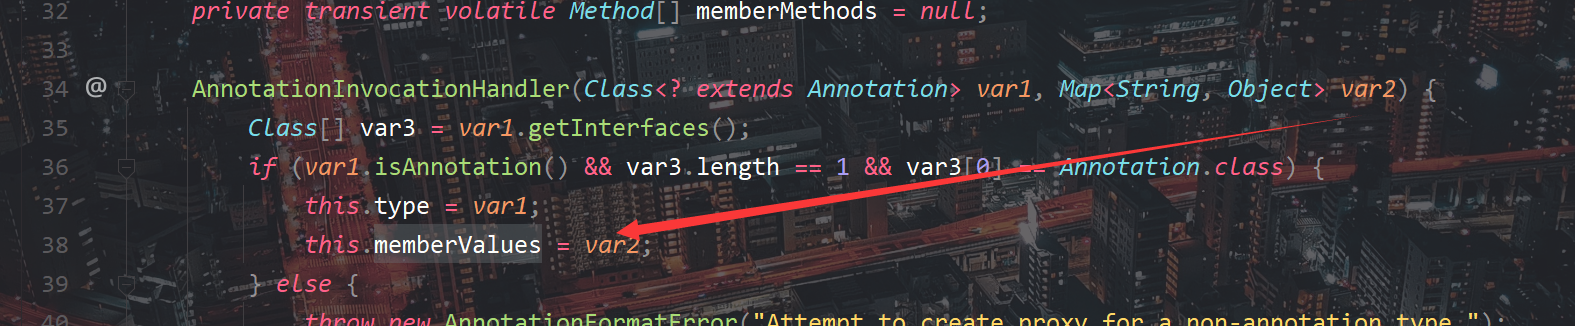 32 private transient volatile Method[] memberMethods = null;
33
34 @ AnnotationInvocationHandler(Class<? extends Annotation> var1, Map<String, Object> var2) {
35 Class[] var3 = var1.getInterfaces();
36 if (var1.isAnnotation() && var3.length == 1 && var3[0] == Annotation.class) {
37 this.type = var1;
38 this.memberValues = var2;
39 } else {
40 throw new AnnotationFormatError("Attempt to create proxy for a non-annotation type.");